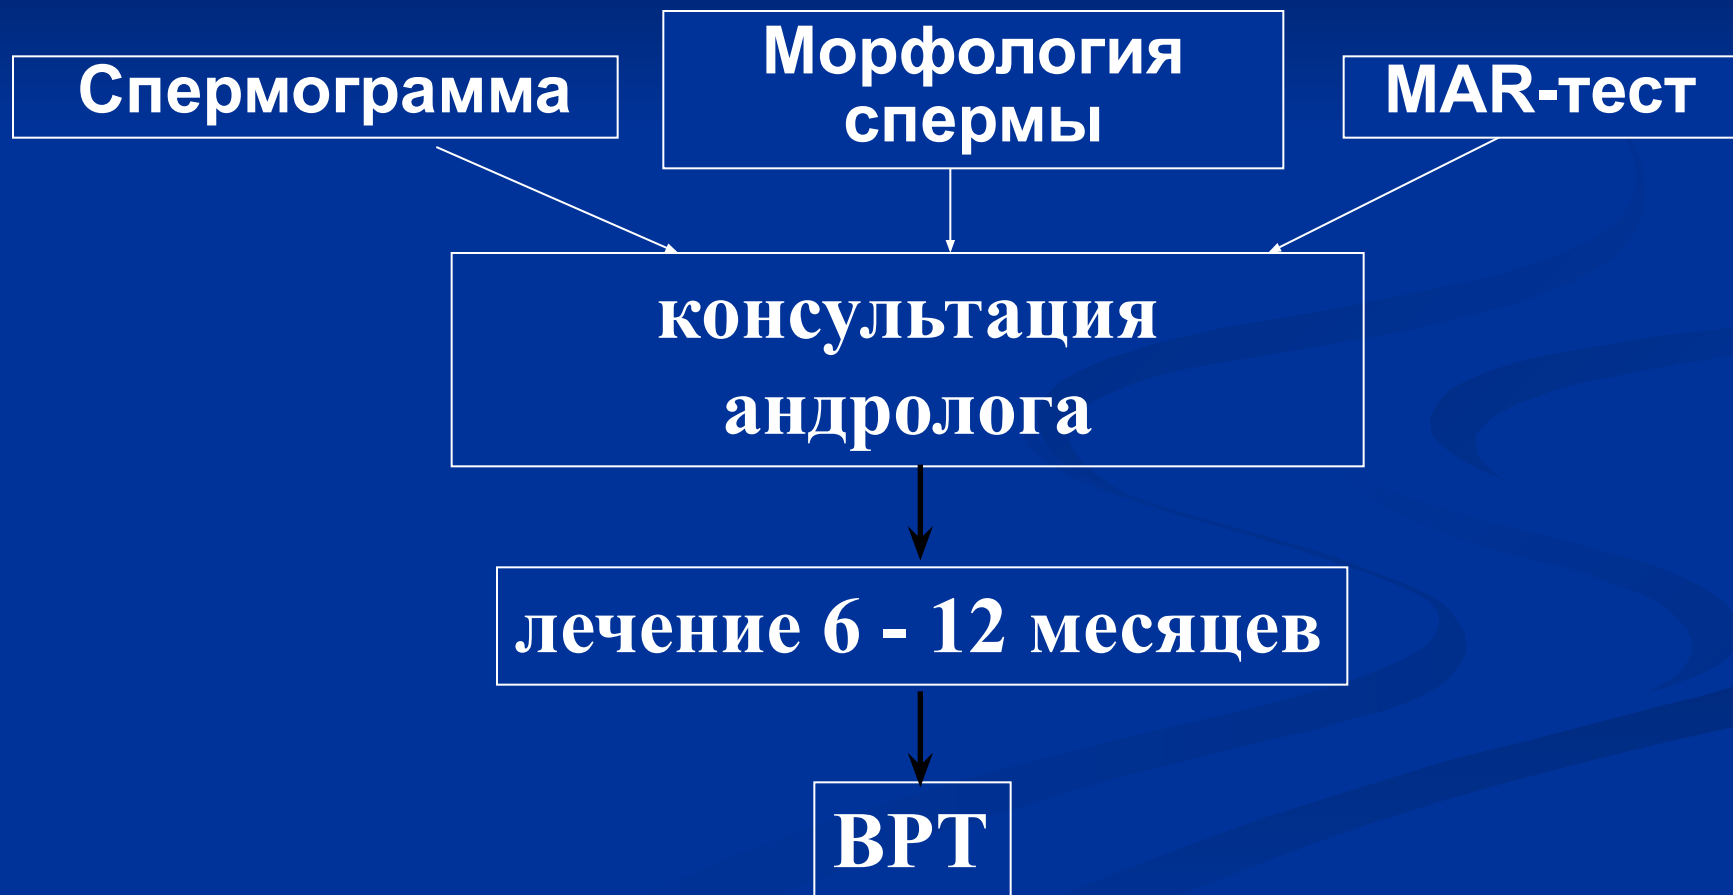 Спермограмма
Морфология
спермы
MAR-тест
консультация
андролога
лечение 6 - 12 месяцев
ВРТ